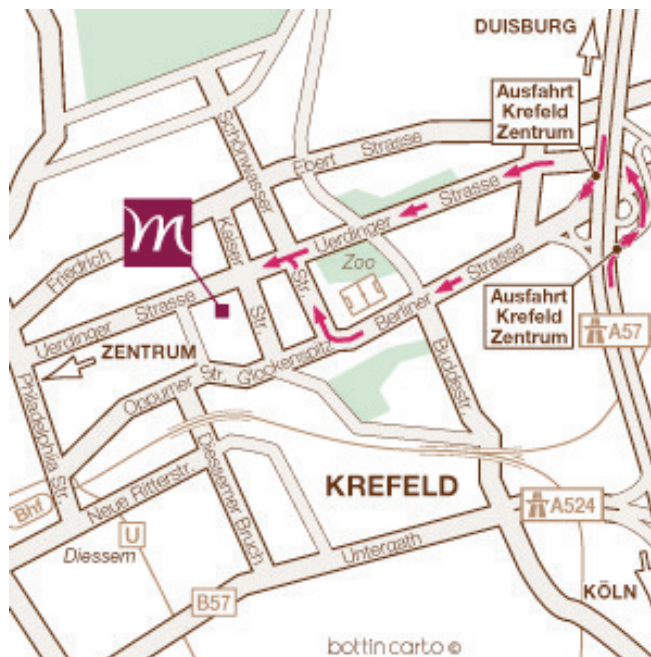 DUISBURG
Ausfahrt
Krefeld
Zentrum
Schönwasser
Ebert Strasse
Friedrich
m
Kaiser
Uerdinger Strasse
Str.
Zoo
Berliner Strasse
Ausfahrt
Krefeld
Zentrum
A57
Uerdinger Strasse
ZENTRUM
Str.
Glockenspitz
Oppumer Str.
Buddestr.
Philadelphia Str.
Diessemer Bruch
KREFELD
A524
Neue Ritterstr.
Bhf
U
Diessem
Untergath
B57
KÖLN
bottin carto ©